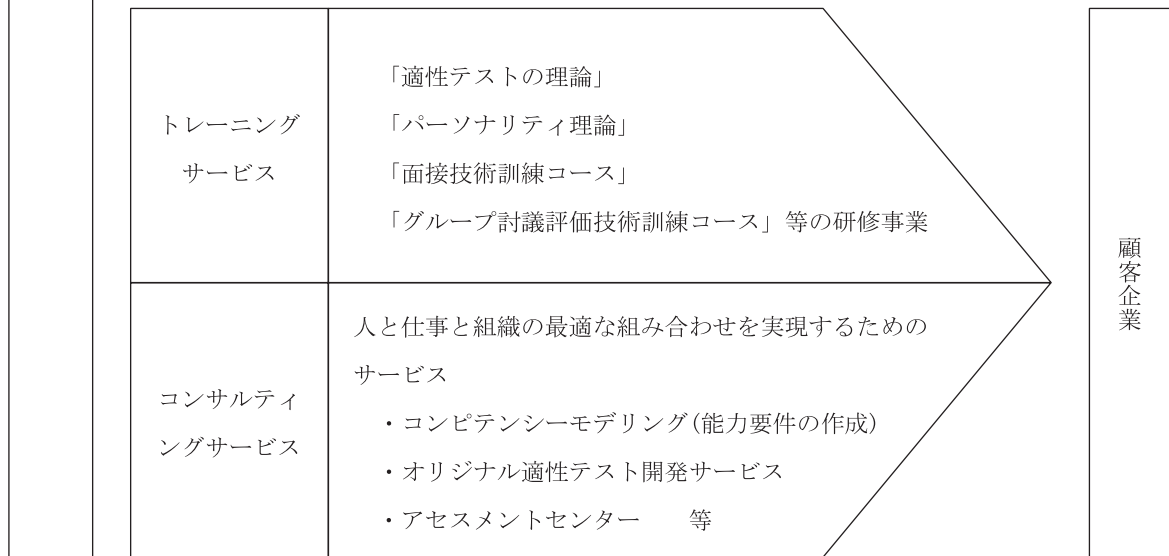 トレーニング
サービス
「適性テストの理論」
「パーソナリティ理論」
「面接技術訓練コース」
「グループ討議評価技術訓練コース」等の研修事業
コンサルティ
ングサービス
人と仕事と組織の最適な組み合わせを実現するための
サービス
・コンピテンシーモデリング(能力要件の作成)
・オリジナル適性テスト開発サービス
・アセスメントセンター　　等
顧客企業